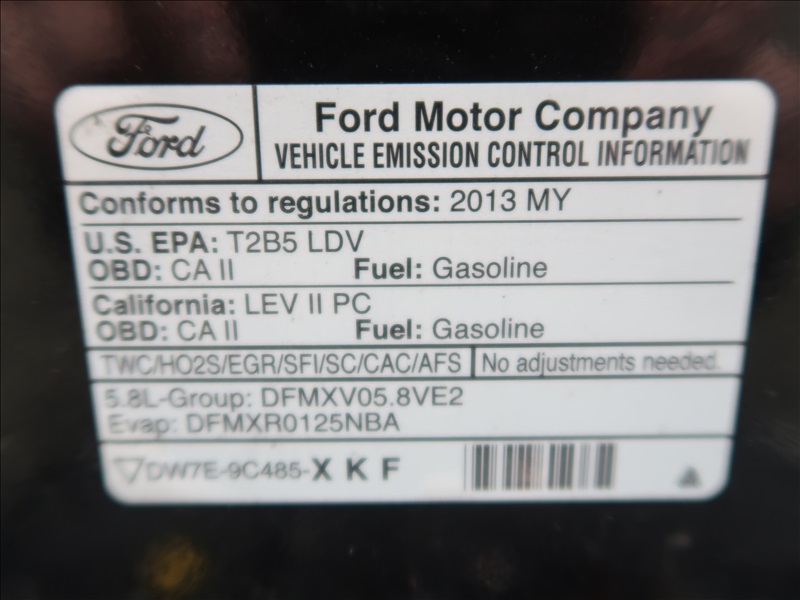 Ford
Ford Motor Company
VEHICLE EMISSION CONTROL INFORMATION
Conforms to regulations: 2013 MY
U.S. EPA: T2B5 LDV
OBD: CA II Fuel: Gasoline
California: LEV II PC
OBD: CA II Fuel: Gasoline
TWC/HO2S/EGR/SFI/SC/CAC/AFS No adjustments needed.
5.8L-Group: DFMXV05.8VE2
Evap: DFMXR0125NBA
DW7E-9C485-X K F